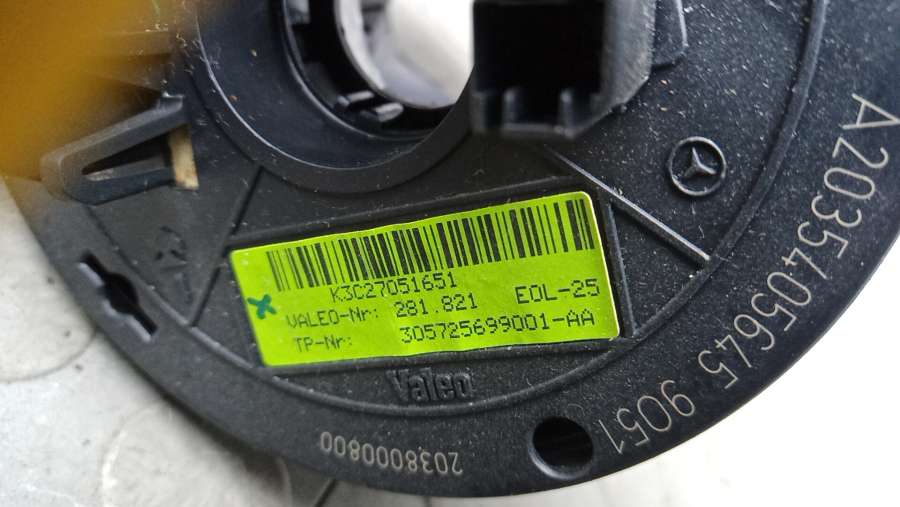 K3C27051651
VALEO-Nr: 281.821 EOL-25
TP-Nr: 305725699001-AA
Valeo
A2035405645 9051
2038000800